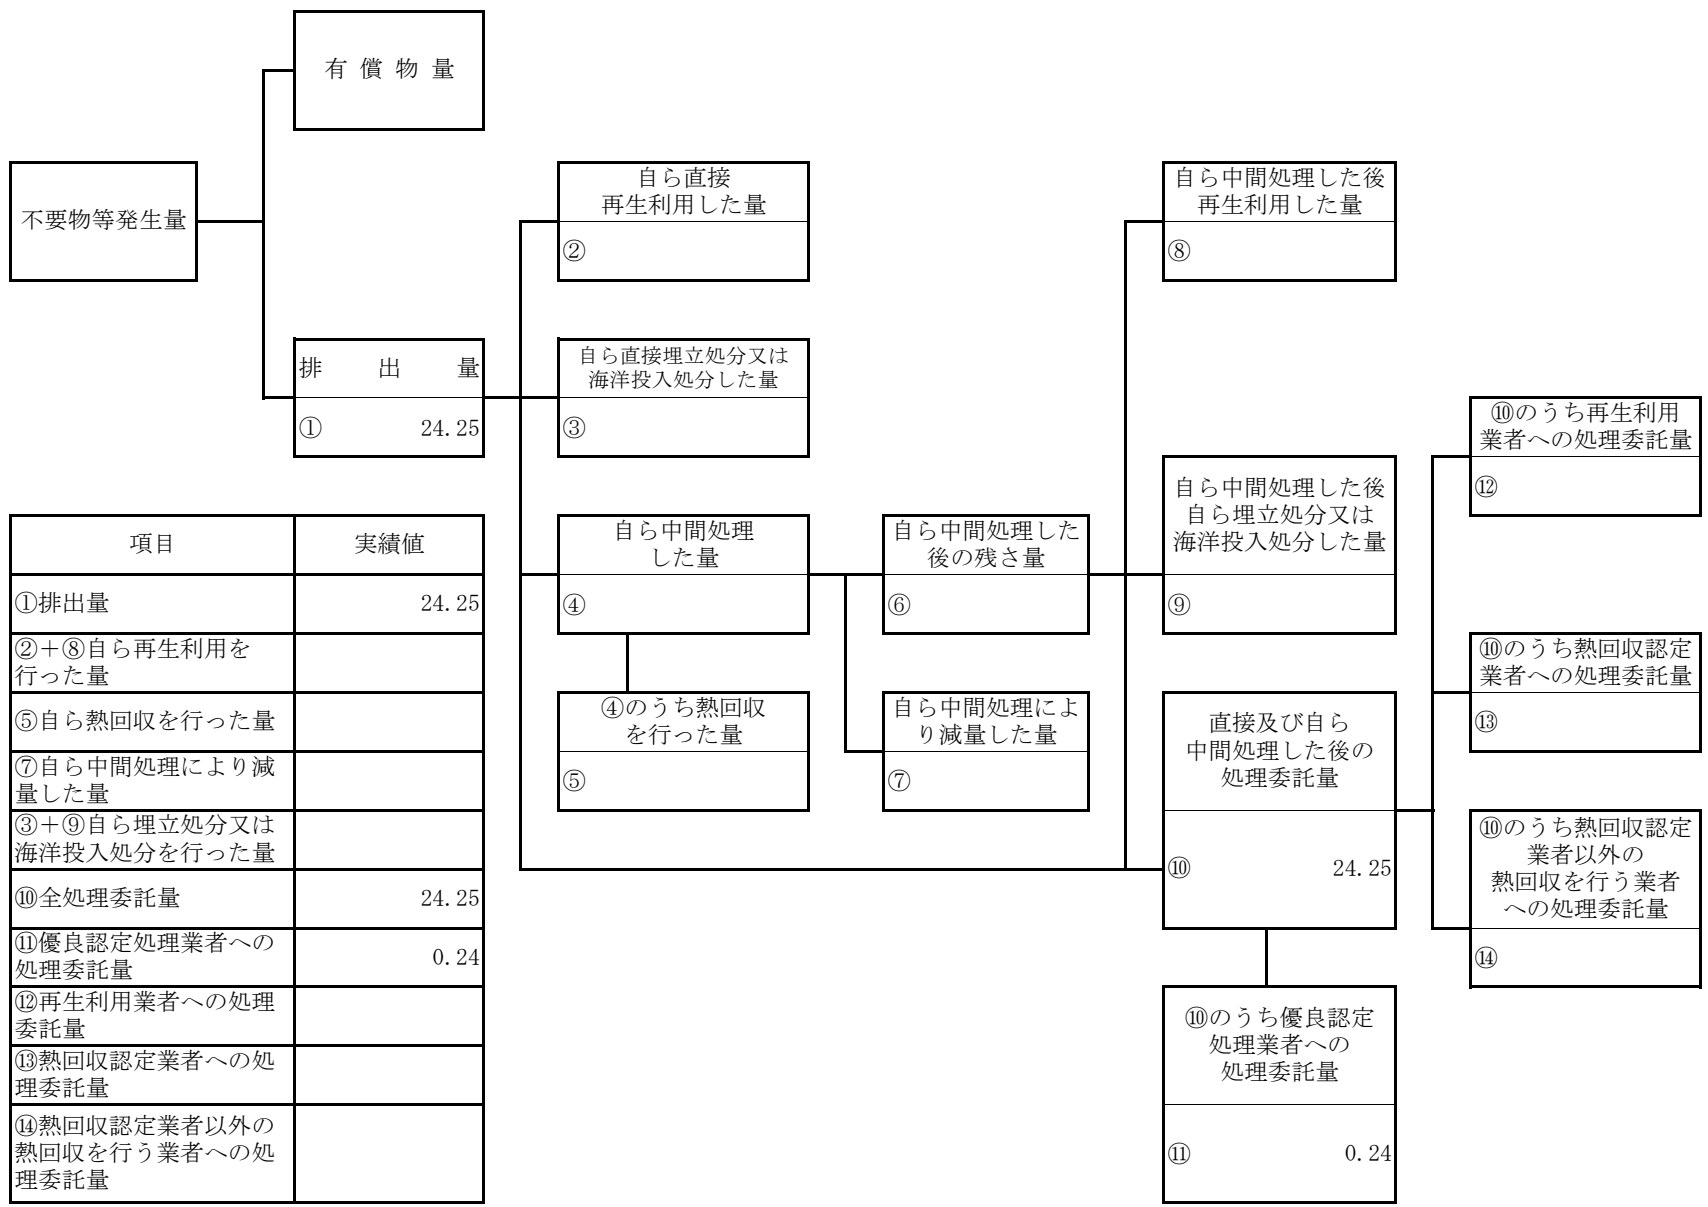 有償物量
不要物等発生量
排出量
① 24.25
自ら直接
再生利用した量
②
自ら直接埋立処分又は
海洋投入処分した量
③
自ら中間処理
した量
④
④のうち熱回収
を行った量
⑤
自ら中間処理した
後の残さ量
⑥
自ら中間処理によ
り減量した量
⑦
自ら中間処理した後
再生利用した量
⑧
自ら中間処理した後
自ら埋立処分又は
海洋投入処分した量
⑨
直接及び自ら
中間処理した後の
処理委託量
⑩ 24.25
⑩のうち優良認定
処理業者への
処理委託量
⑪ 0.24
⑩のうち再生利用
業者への処理委託量
⑫
⑩のうち熱回収認定
業者への処理委託量
⑬
⑩のうち熱回収認定
業者以外の
熱回収を行う業者
への処理委託量
⑭
項目 実績値
①排出量 24.25
②+⑧自ら再生利用を
行った量
⑤自ら熱回収を行った量
⑦自ら中間処理により減
量した量
③+⑨自ら埋立処分又は
海洋投入処分を行った量
⑩全処理委託量 24.25
⑪優良認定処理業者への
処理委託量 0.24
⑫再生利用業者への処理
委託量
⑬熱回収認定業者への処
理委託量
⑭熱回収認定業者以外の
熱回収を行う業者への処
理委託量